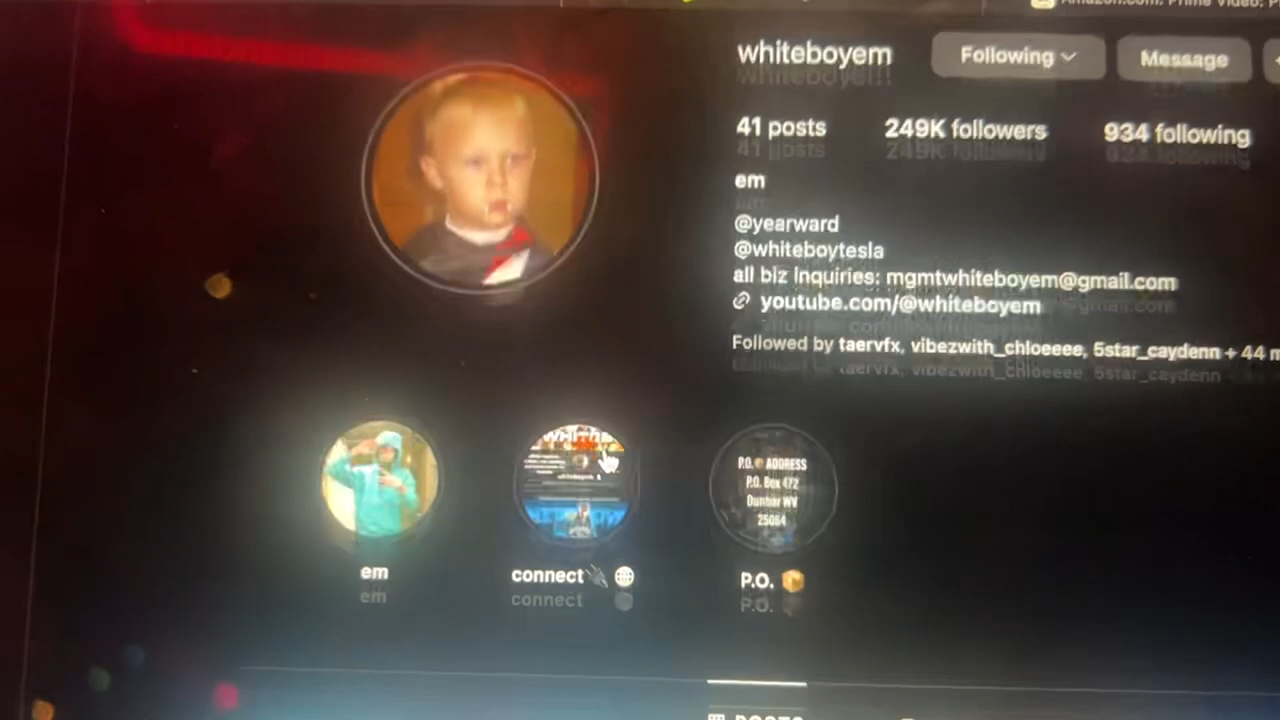 whiteboyem Following Message
41 posts 249K followers 934 following
em
@yearward
@whiteboytesla
all biz Inquiries: mgmtwhiteboyem@gmail.com
youtube.com/@whiteboyem
Followed by taervfx, vibezwith_chloeeee, 5star_caydenn + 44 m
P.O. ADDRESS
P.O. Box 472
Dunbar WV
25064
em connect P.O.
POSTS